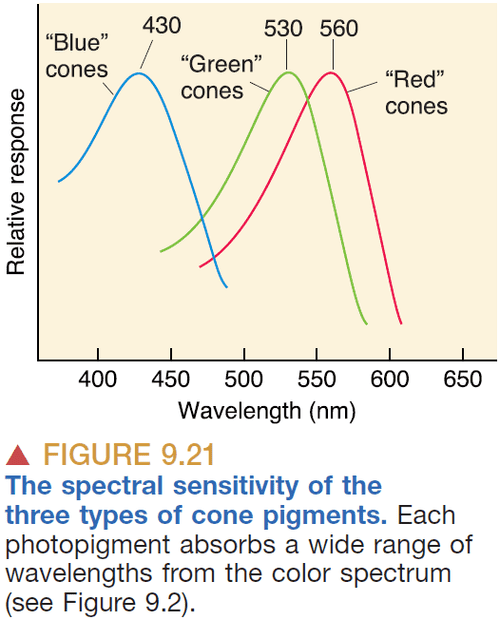 430
530 560
“Blue”
cones
“Green”
cones
“Red”
cones
Relative response
400 450 500 550 600 650
Wavelength (nm)
▲ FIGURE 9.21
The spectral sensitivity of the
three types of cone pigments. Each
photopigment absorbs a wide range of
wavelengths from the color spectrum
(see Figure 9.2).